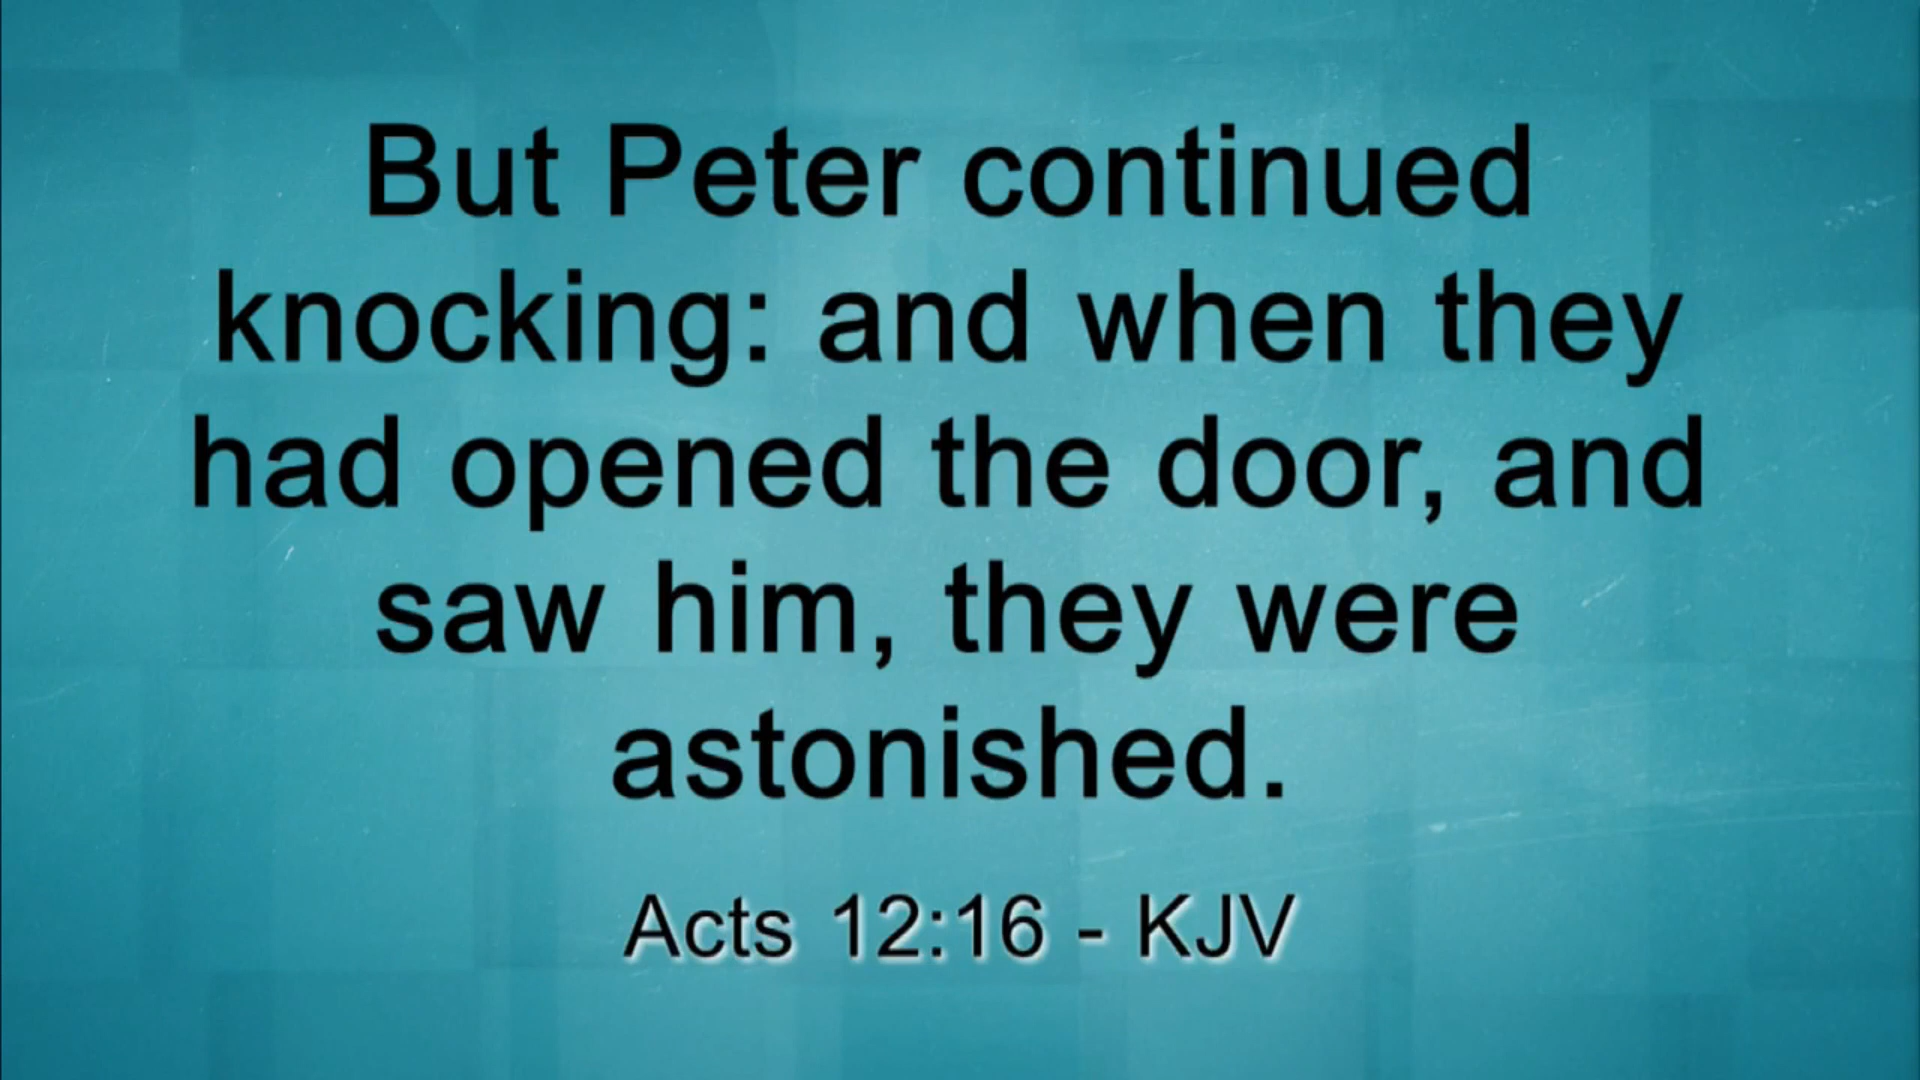 But Peter continued
knocking: and when they
had opened the door, and
saw him, they were
astonished.
Acts 12:16 - KJV